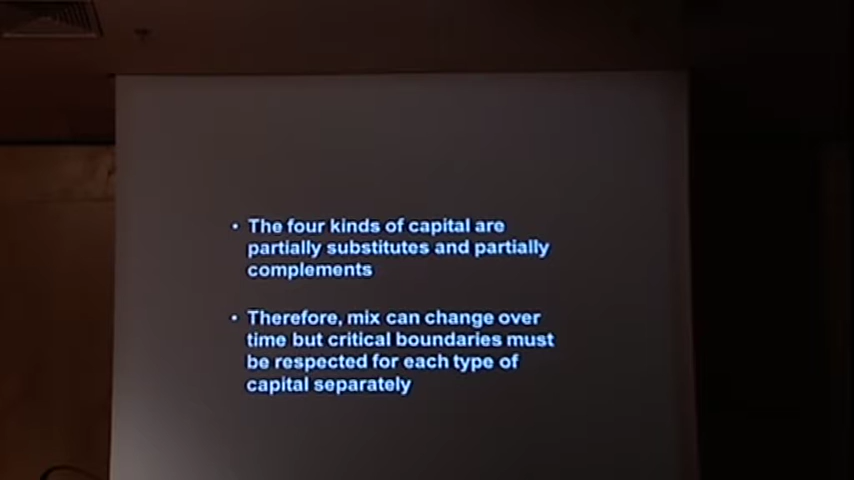 • The four kinds of capital are
partially substitutes and partially
complements
• Therefore, mix can change over
time but critical boundaries must
be respected for each type of
capital separately